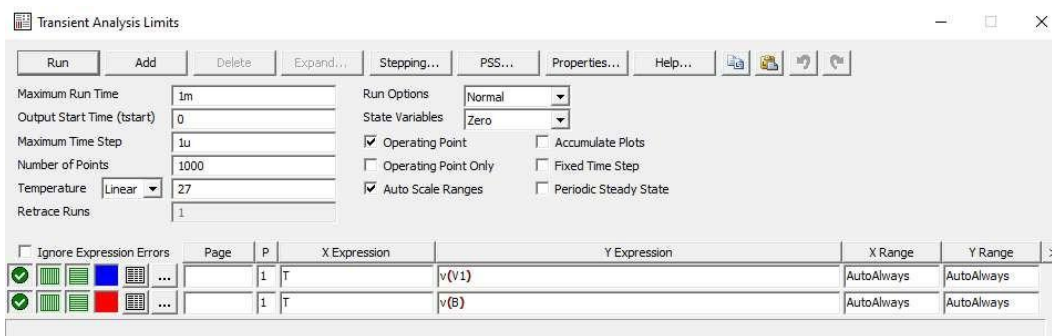 Transient Analysis Limits
Run Add Delete Expand... Stepping... PSS... Properties... Help...
Maximum Run Time 1m Run Options Normal
Output Start Time (tstart) 0 State Variables Zero
Maximum Time Step 1u Operating Point Accumulate Plots
Number of Points 1000 Operating Point Only Fixed Time Step
Temperature Linear 27 Auto Scale Ranges Periodic Steady State
Retrace Runs 1
Ignore Expression Errors Page P X Expression Y Expression X Range Y Range >
... 1 T v(V1) AutoAlways AutoAlways
... 1 T v(B) AutoAlways AutoAlways